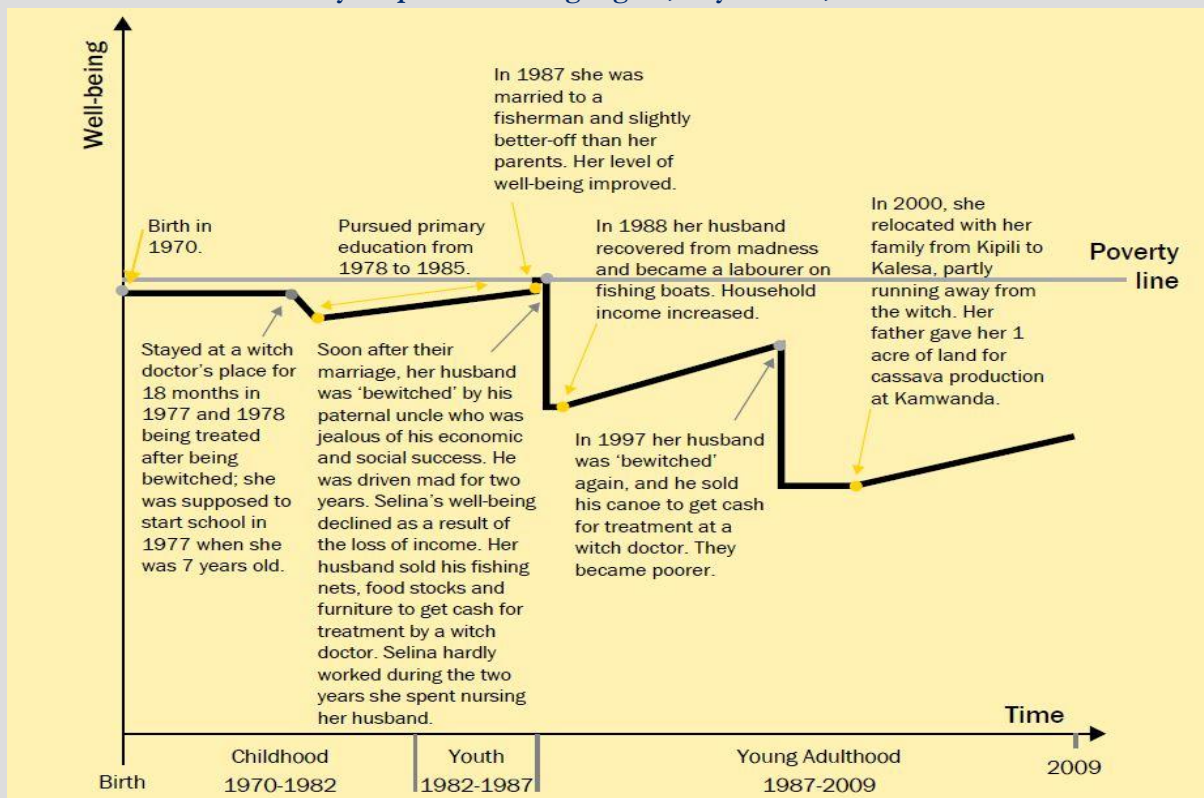 Well-being
In 1987 she was
married to a
fisherman and slightly
better-off than her
parents. Her level of
well-being improved.
Birth in
1970.
Pursued primary
education from
1978 to 1985.
In 1988 her husband
recovered from madness
and became a labourer on
fishing boats. Household
income increased.
In 2000, she
relocated with her
family from Kipili to
Kalesa, partly
running away from
the witch. Her
father gave her 1
acre of land for
cassava production
at Kamwanda.
Poverty
line
Stayed at a witch
doctor's place for
18 months in
1977 and 1978
being treated
after being
bewitched; she
was supposed to
start school in
1977 when she
was 7 years old.
Soon after their
marriage, her husband
was ‘bewitched’ by his
paternal uncle who was
jealous of his economic
and social success. He
was driven mad for two
years. Selina’s well-being
declined as a result of
the loss of income. Her
husband sold his fishing
nets, food stocks and
furniture to get cash for
treatment by a witch
doctor. Selina hardly
worked during the two
years she spent nursing
her husband.
In 1997 her husband
was ‘bewitched’
again, and he sold
his canoe to get cash
for treatment at a
witch doctor. They
became poorer.
Time
Birth
Childhood
1970-1982
Youth
1982-1987
Young Adulthood
1987-2009
2009